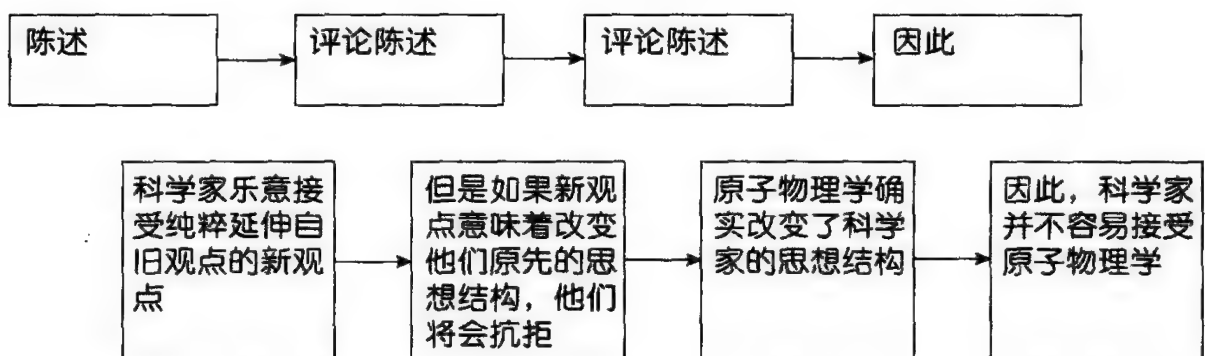 陈述
评论陈述
评论陈述
因此
科学家乐意接
受纯粹延伸自
旧观点的新观
点
但是如果新观
点意味着改变
他们原先的思
想结构，他们
将会抗拒
原子物理学确
实改变了科学
家的思想结构
因此，科学家
并不容易接受
原子物理学